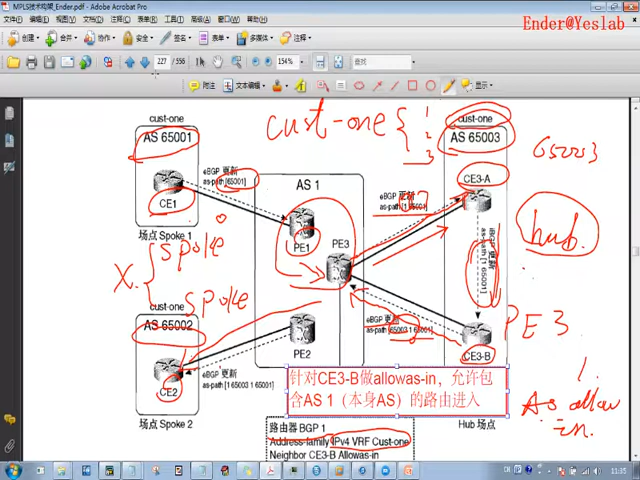 MPLS技术构架_Ender.pdf - Adobe Acrobat Pro
Ender@Yeslab
文件(F) 编辑(E) 视图(V) 文档(D) 注释(C) 表单(R) 工具(T) 高级(A) 窗口(W) 帮助(H)
创建 合并 协作 安全 签名 表单 多媒体 注释
227 / 556 154% 查找
附注 文本编辑 显示
cust-one
AS 65001
CE1
场点 Spoke 1
eBGP 更新
as-path [65001]
AS 1
PE1
PE3
PE2
cust-one { 1 2 3
cust-one
AS 65003
CE3-A
65003
eBGP 更新
as-path [1 65001]
iBGP 更新
as-path [1 65001]
hub.
X. { spoke
spoke
cust-one
AS 65002
CE2
场点 Spoke 2
eBGP 更新
as-path [1 65003 1 65001]
eBGP 更新
as-path [65003 1 65001]
CE3-B
Hub 场点
PE3
1.
As allow
in.
针对CE3-B做allowas-in，允许包
含AS 1（本身AS）的路由进入
路由器 BGP 1
Address-family IPv4 VRF Cust-one
Neighbor CE3-B Allowas-in
11:35